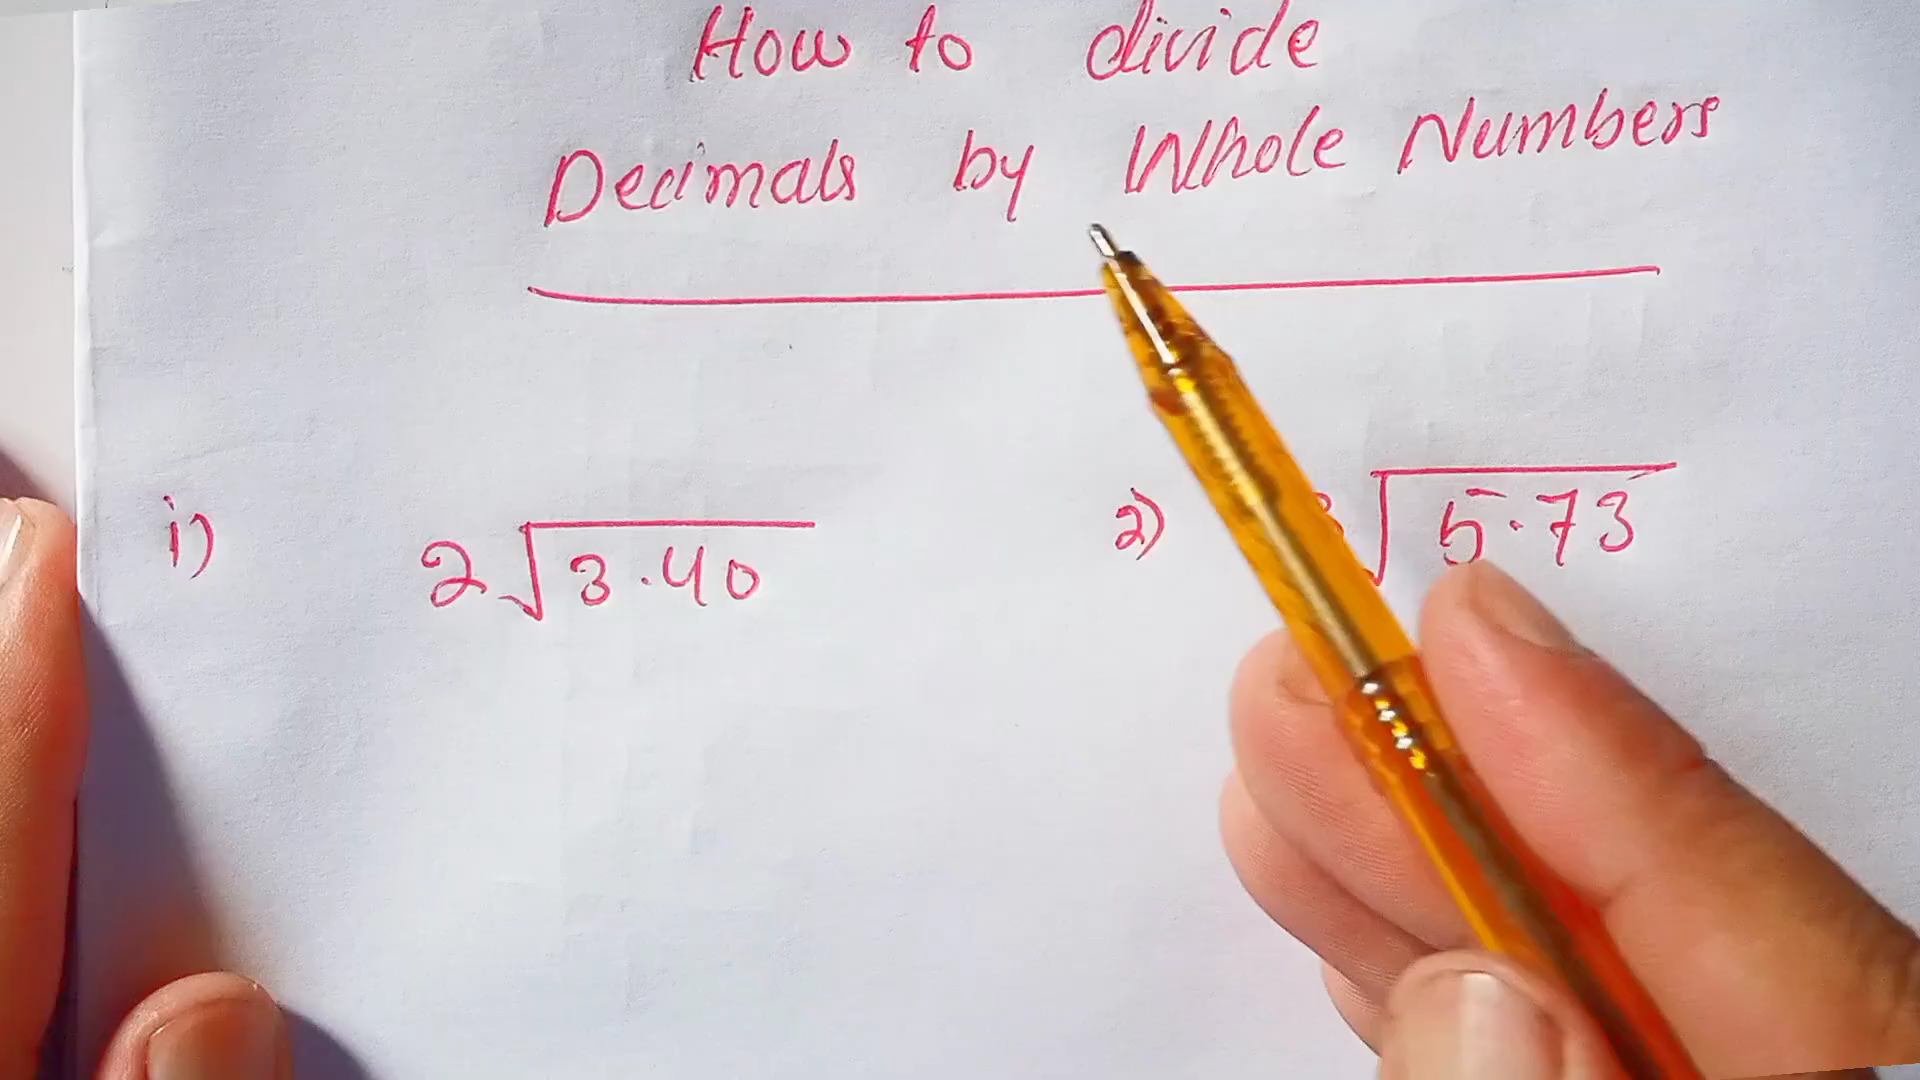 How to divide
Decimals by Whole Numbers
i) 2√3.40
2) √5.73